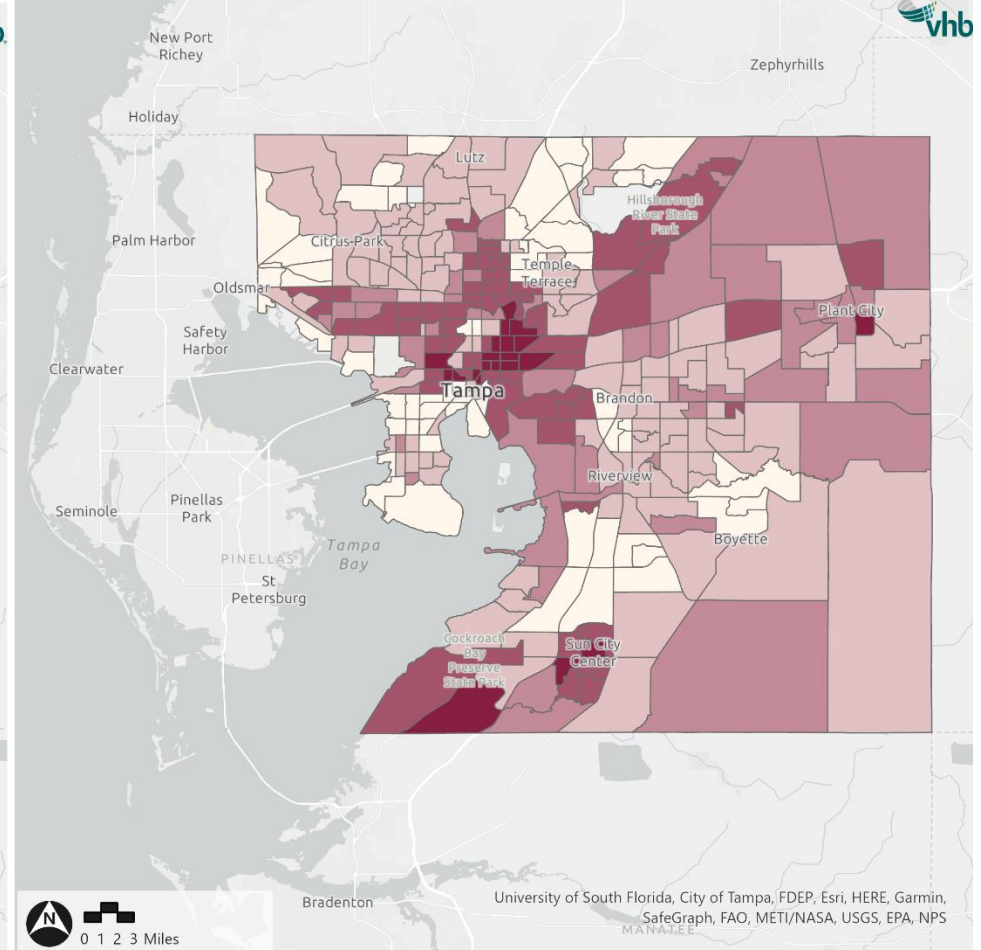 vhb
New Port
Richey
Zephyrhills
Holiday
Lutz
Hillsborough
River State
Park
Palm Harbor
Citrus-Park
Temple
Terrace
Oldsmar
Plant City
Safety
Harbor
Clearwater
Tampa
Brandon
Riverview
Seminole
Pinellas
Park
Boyette
PINELLAS
Tampa
Bay
St
Petersburg
Cockroach
Bay
Preserve
State Park
Sun City
Center
Bradenton
University of South Florida, City of Tampa, FDEP, Esri, HERE, Garmin,
SafeGraph, FAO, METI/NASA, USGS, EPA, NPS
MANATEE
N
0 1 2 3 Miles